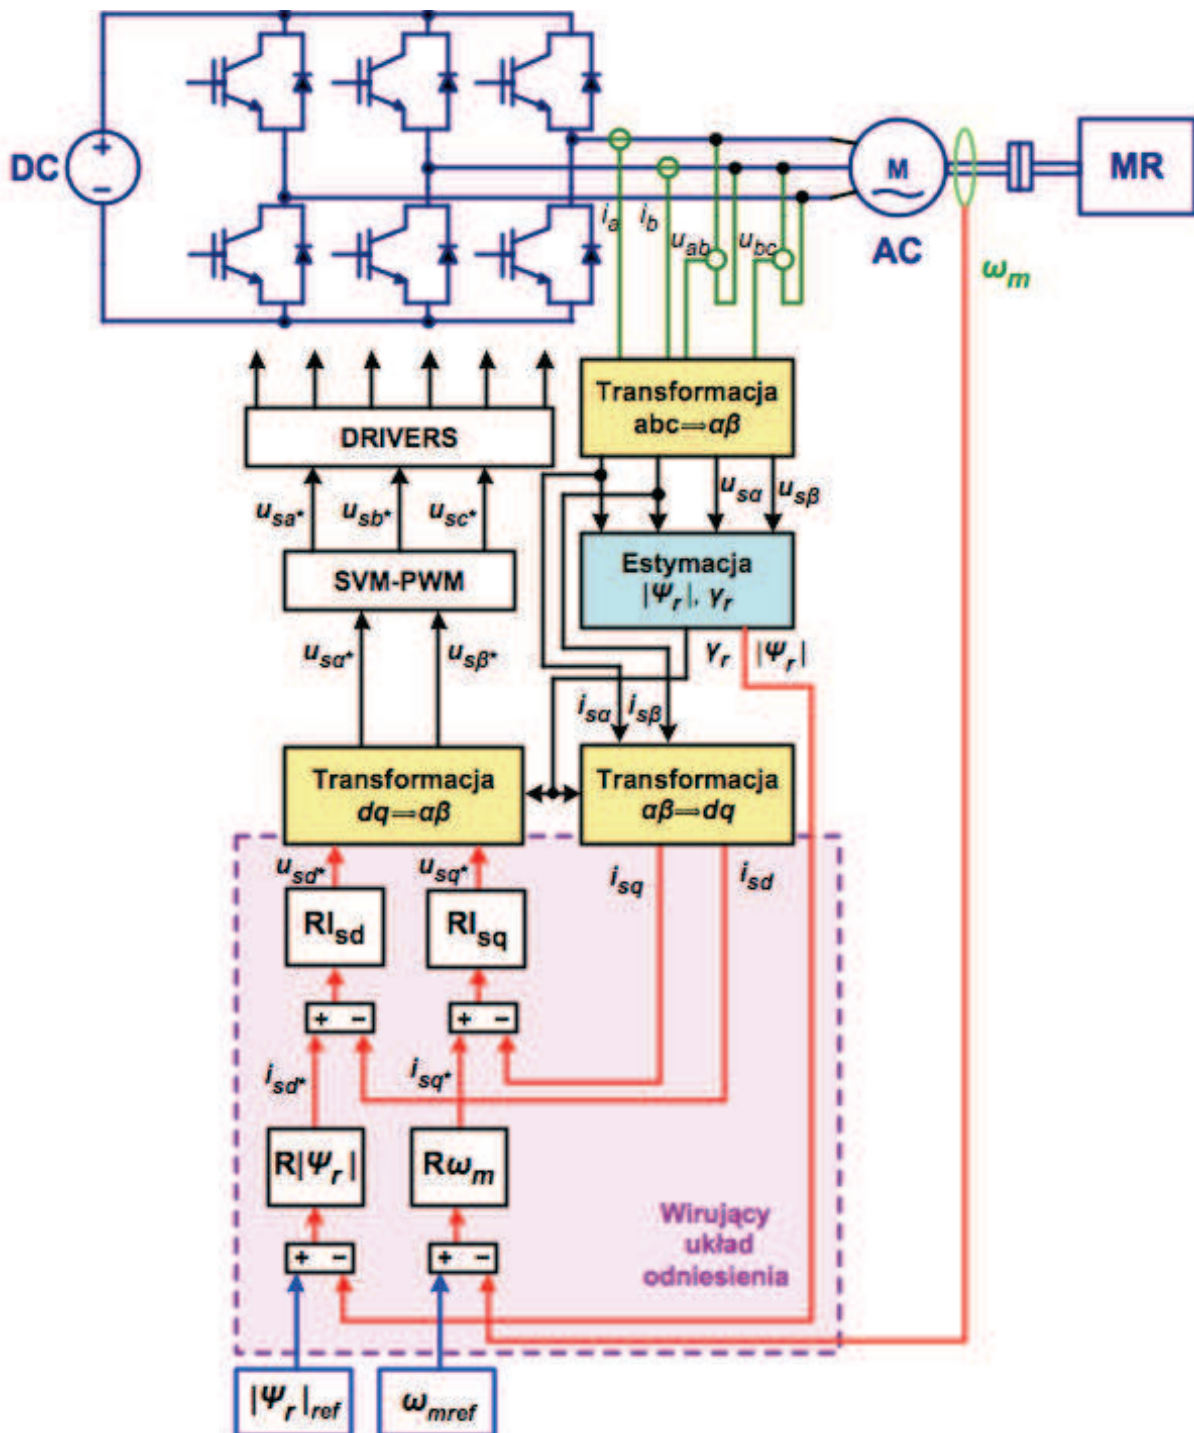 DC
+
−
M
MR
AC
i_a
i_b
u_ab
u_bc
ω_m
Transformacja
abc⇒αβ
DRIVERS
u_sa*
u_sb*
u_sc*
u_sα
u_sβ
SVM-PWM
Estymacja
|Ψ_r|, γ_r
u_sα*
u_sβ*
γ_r
|Ψ_r|
i_sα
i_sβ
Transformacja
dq⇒αβ
Transformacja
αβ⇒dq
u_sd*
u_sq*
i_sq
i_sd
RI_sd
RI_sq
+ −
+ −
i_sd*
i_sq*
R|Ψ_r|
Rω_m
Wirujący
układ
odniesienia
+ −
+ −
|Ψ_r|_ref
ω_mref